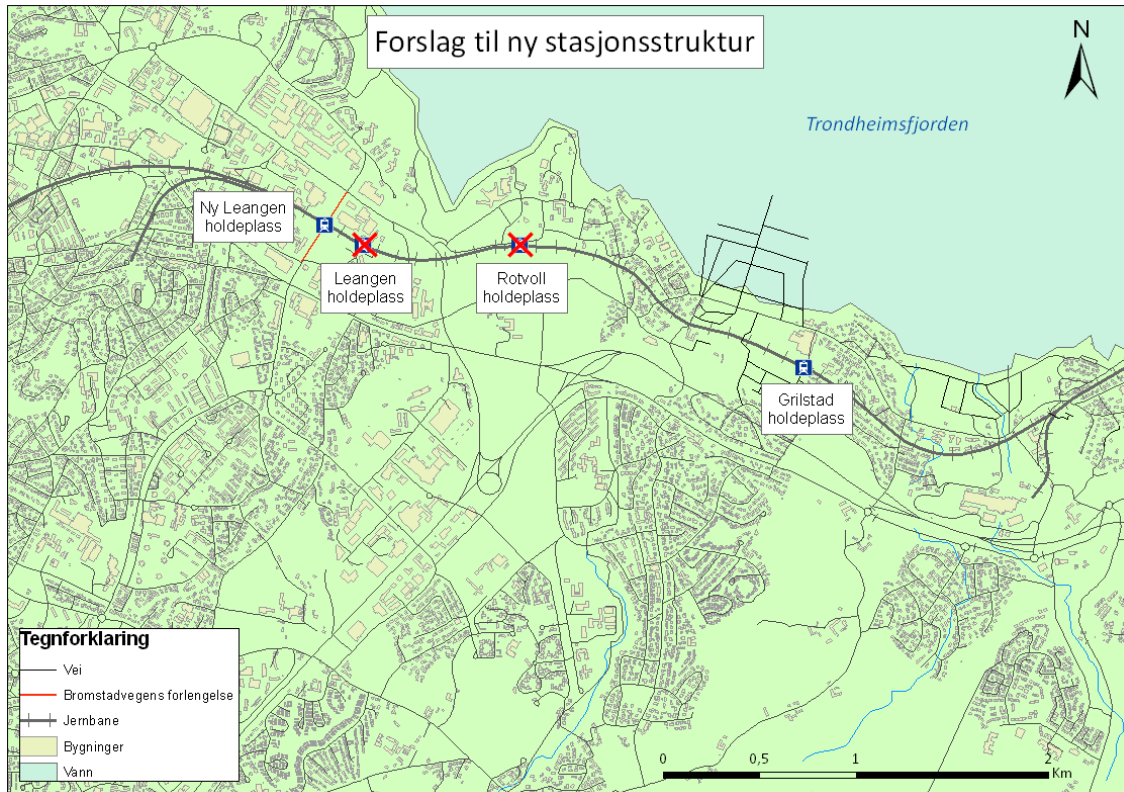 Forslag til ny stasjonsstruktur
N
Trondheimsfjorden
Ny Leangen
holdeplass
Leangen
holdeplass
Rotvoll
holdeplass
Grilstad
holdeplass
Tegnforklaring
Vei
Bromstadvegens forlengelse
Jernbane
Bygninger
Vann
0 0,5 1 2
Km